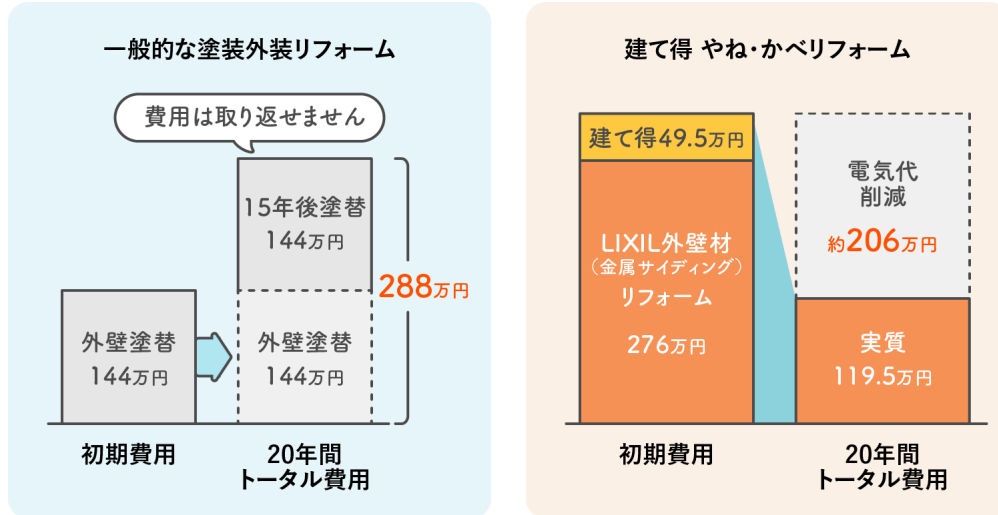 一般的な塗装外装リフォーム
費用は取り返せません
15年後塗替
144万円
288万円
外壁塗替
144万円
外壁塗替
144万円
初期費用
20年間
トータル費用
建て得 やね・かべリフォーム
建て得49.5万円
LIXIL外壁材
（金属サイディング）
リフォーム
276万円
電気代
削減
約206万円
実質
119.5万円
初期費用
20年間
トータル費用